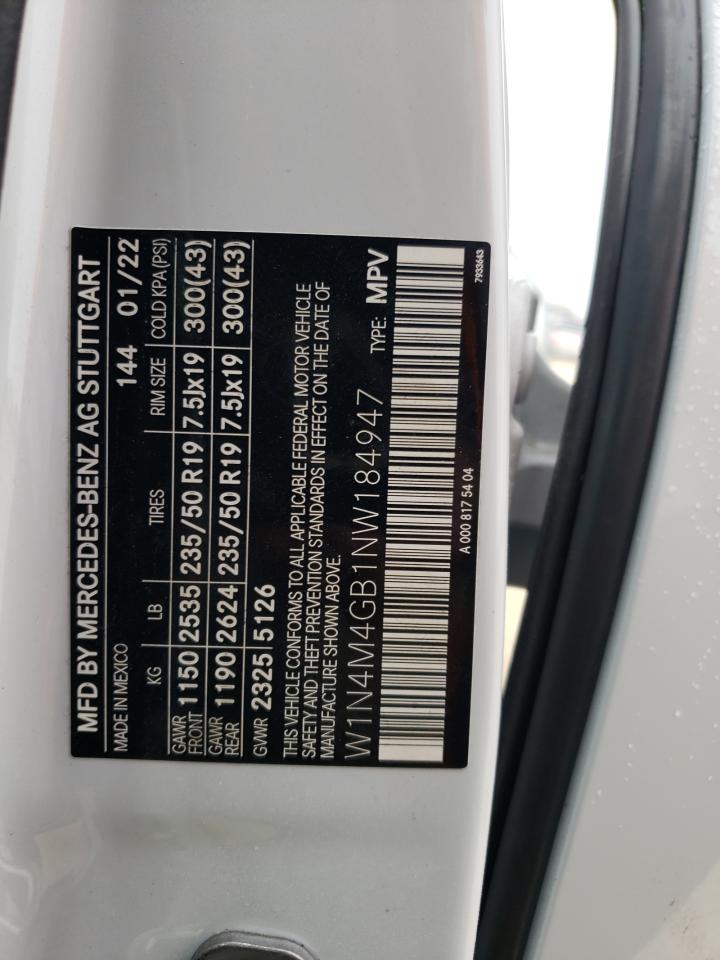 MFD BY MERCEDES-BENZ AG STUTTGART
MADE IN MEXICO 144 01/22
KG LB TIRES RIM SIZE COLD KPA(PSI)
GAWR FRONT 1150 2535 235/50 R19 7.5Jx19 300(43)
GAWR REAR 1190 2624 235/50 R19 7.5Jx19 300(43)
GVWR 2325 5126
THIS VEHICLE CONFORMS TO ALL APPLICABLE FEDERAL MOTOR VEHICLE
SAFETY AND THEFT PREVENTION STANDARDS IN EFFECT ON THE DATE OF
MANUFACTURE SHOWN ABOVE.
W1N4M4GB1NW184947 TYPE: MPV
A 000 817 54 04 7933643